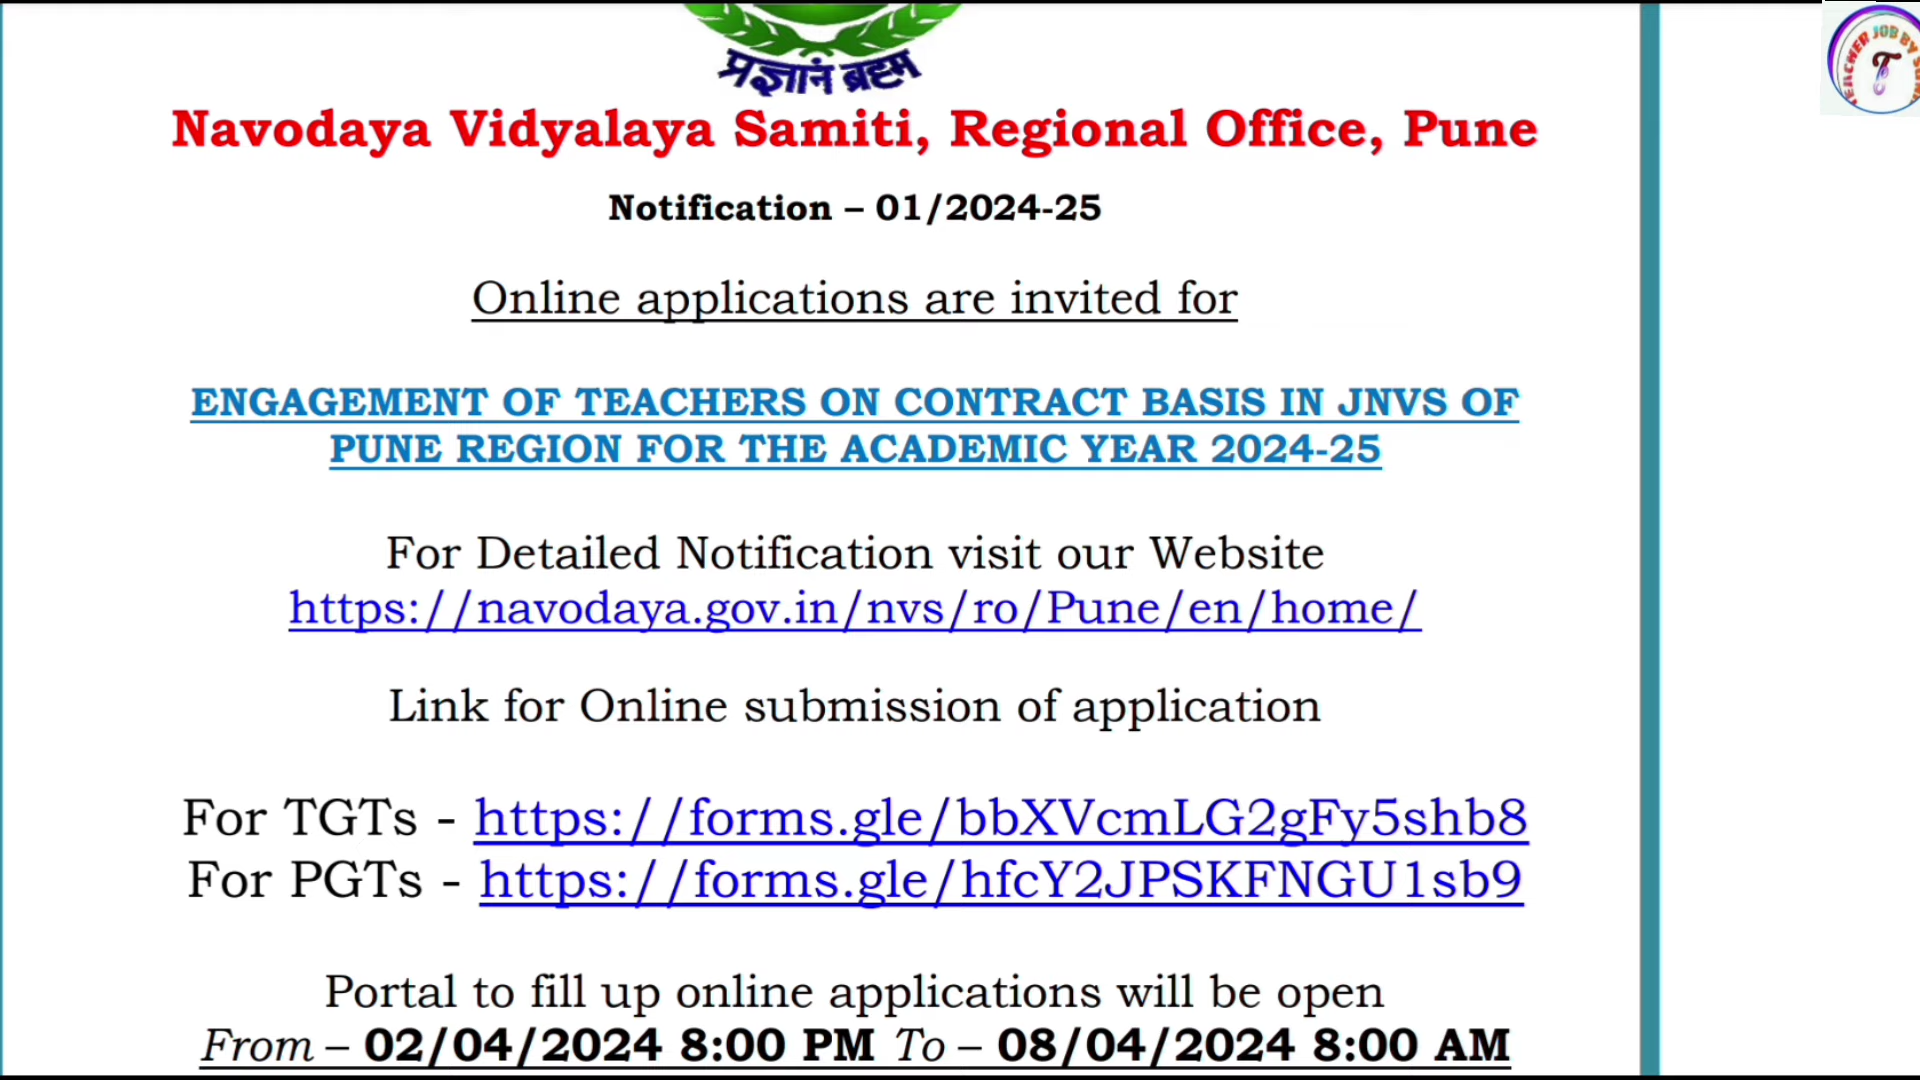 प्रज्ञानं ब्रह्म
Navodaya Vidyalaya Samiti, Regional Office, Pune
Notification – 01/2024-25
Online applications are invited for
ENGAGEMENT OF TEACHERS ON CONTRACT BASIS IN JNVS OF
PUNE REGION FOR THE ACADEMIC YEAR 2024-25
For Detailed Notification visit our Website
https://navodaya.gov.in/nvs/ro/Pune/en/home/
Link for Online submission of application
For TGTs - https://forms.gle/bbXVcmLG2gFy5shb8
For PGTs - https://forms.gle/hfcY2JPSKFNGU1sb9
Portal to fill up online applications will be open
From – 02/04/2024 8:00 PM To – 08/04/2024 8:00 AM
TEACHER JOB BY
T